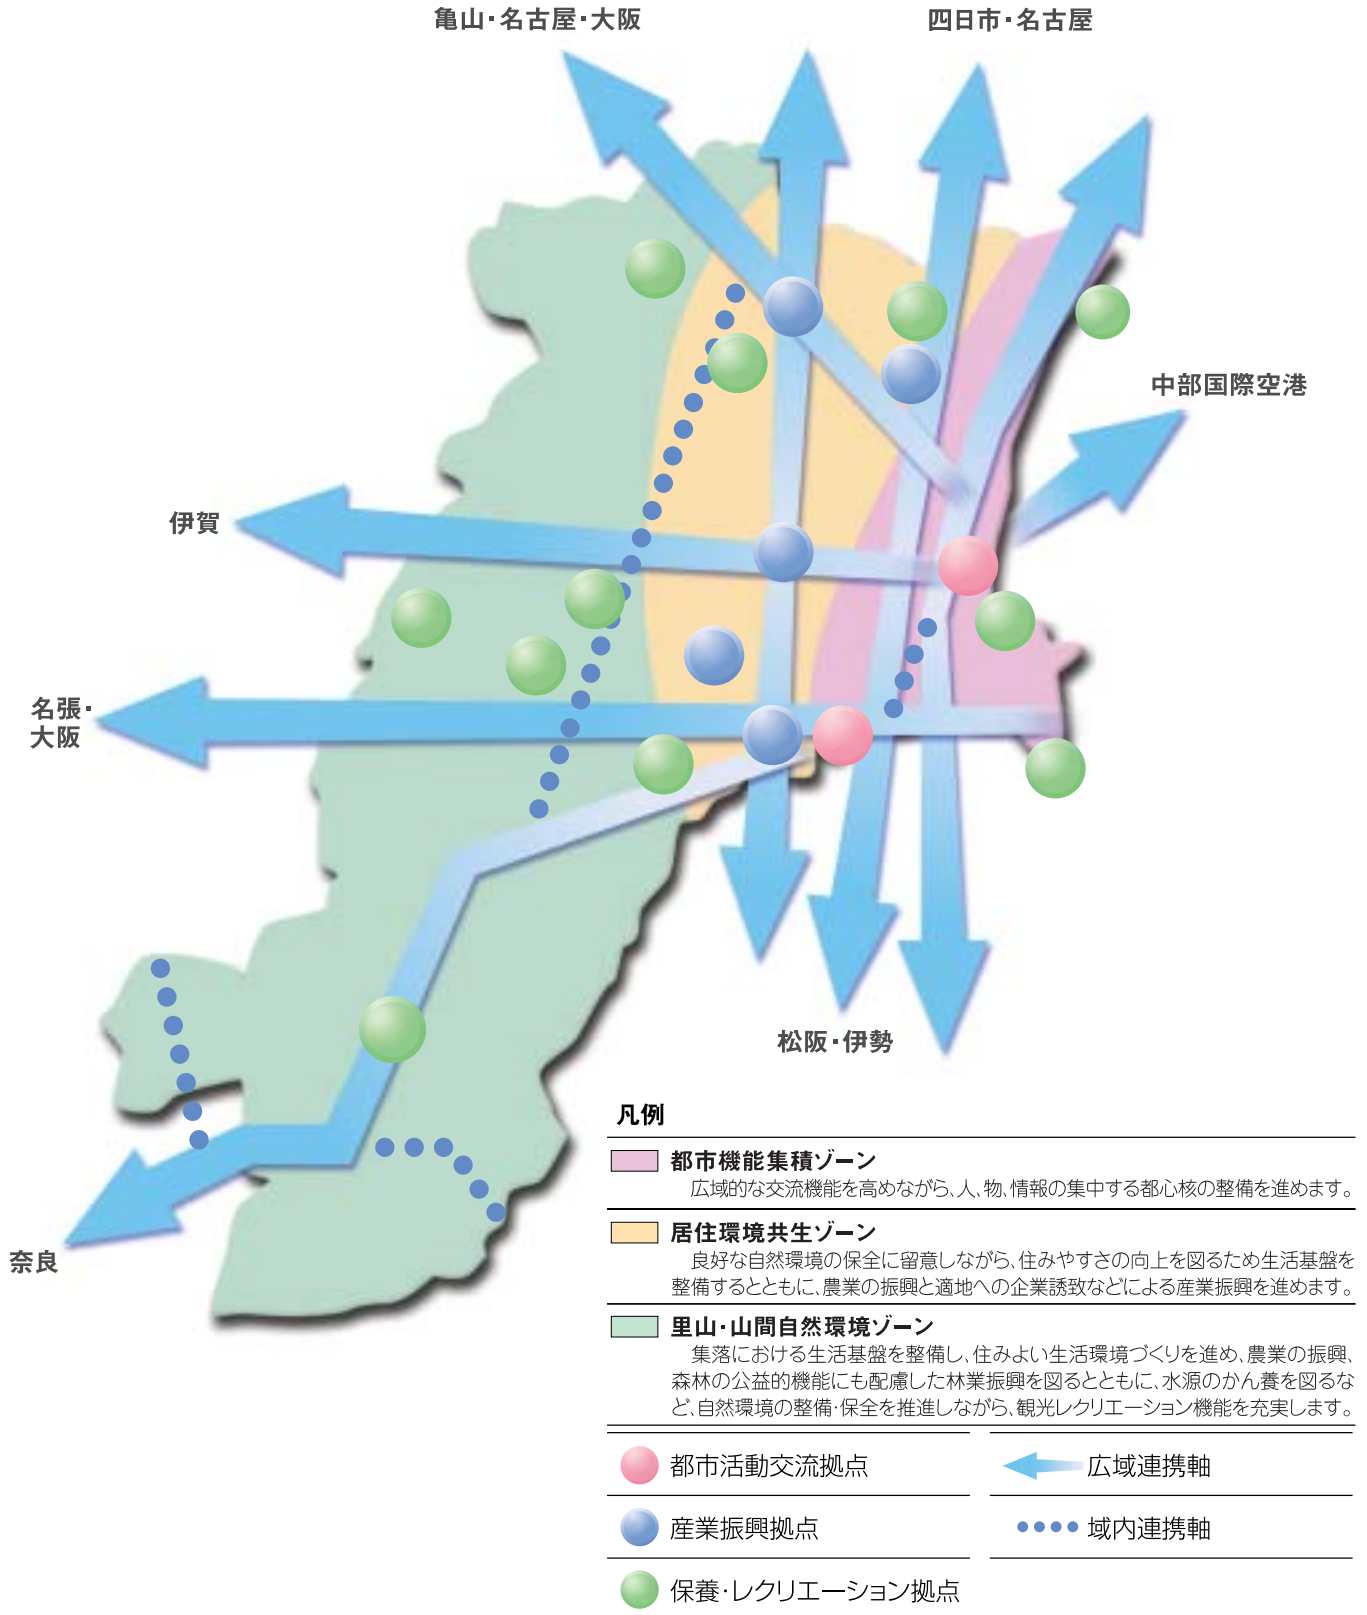 亀山・名古屋・大阪
四日市・名古屋
中部国際空港
伊賀
名張・
大阪
松阪・伊勢
奈良
凡例
都市機能集積ゾーン
広域的な交流機能を高めながら、人、物、情報の集中する都心核の整備を進めます。
居住環境共生ゾーン
良好な自然環境の保全に留意しながら、住みやすさの向上を図るため生活基盤を
整備するとともに、農業の振興と適地への企業誘致などによる産業振興を進めます。
里山・山間自然環境ゾーン
集落における生活基盤を整備し、住みよい生活環境づくりを進め、農業の振興、
森林の公益的機能にも配慮した林業振興を図るとともに、水源のかん養を図るな
ど、自然環境の整備・保全を推進しながら、観光レクリエーション機能を充実します。
都市活動交流拠点
広域連携軸
産業振興拠点
域内連携軸
保養・レクリエーション拠点